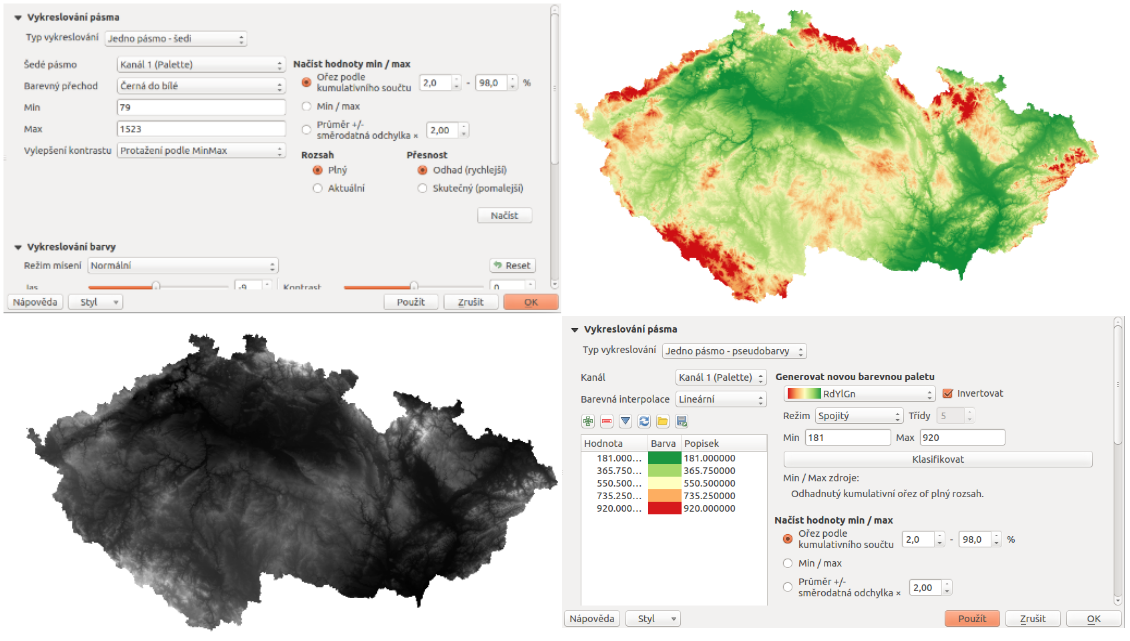 Vykreslování pásma
Typ vykreslování Jedno pásmo - šedi
Šedé pásmo Kanál 1 (Palette)
Barevný přechod Černá do bílé
Min 79
Max 1523
Vylepšení kontrastu Protažení podle MinMax
Načíst hodnoty min / max
Ořez podle
kumulativního součtu 2,0 - 98,0 %
Min / max
Průměr +/-
směrodatná odchylka × 2,00
Rozsah Přesnost
Plný Odhad (rychlejší)
Aktuální Skutečný (pomalejší)
Načíst
Vykreslování barvy
Režim mísení Normální Reset
Jas -9 Kontrast 0
Nápověda Styl Použít Zrušit OK
Vykreslování pásma
Typ vykreslování Jedno pásmo - pseudobarvy
Kanál Kanál 1 (Palette)
Barevná interpolace Lineární
Hodnota Barva Popisek
181.000... 181.000000
365.750... 365.750000
550.500... 550.500000
735.250... 735.250000
920.000... 920.000000
Generovat novou barevnou paletu
RdYlGn Invertovat
Režim Spojitý Třídy 5
Min 181 Max 920
Klasifikovat
Min / Max zdroje:
Odhadnutý kumulativní ořez of plný rozsah.
Načíst hodnoty min / max
Ořez podle
kumulativního součtu 2,0 - 98,0 %
Min / max
Průměr +/-
směrodatná odchylka × 2,00
Nápověda Styl Použít Zrušit OK